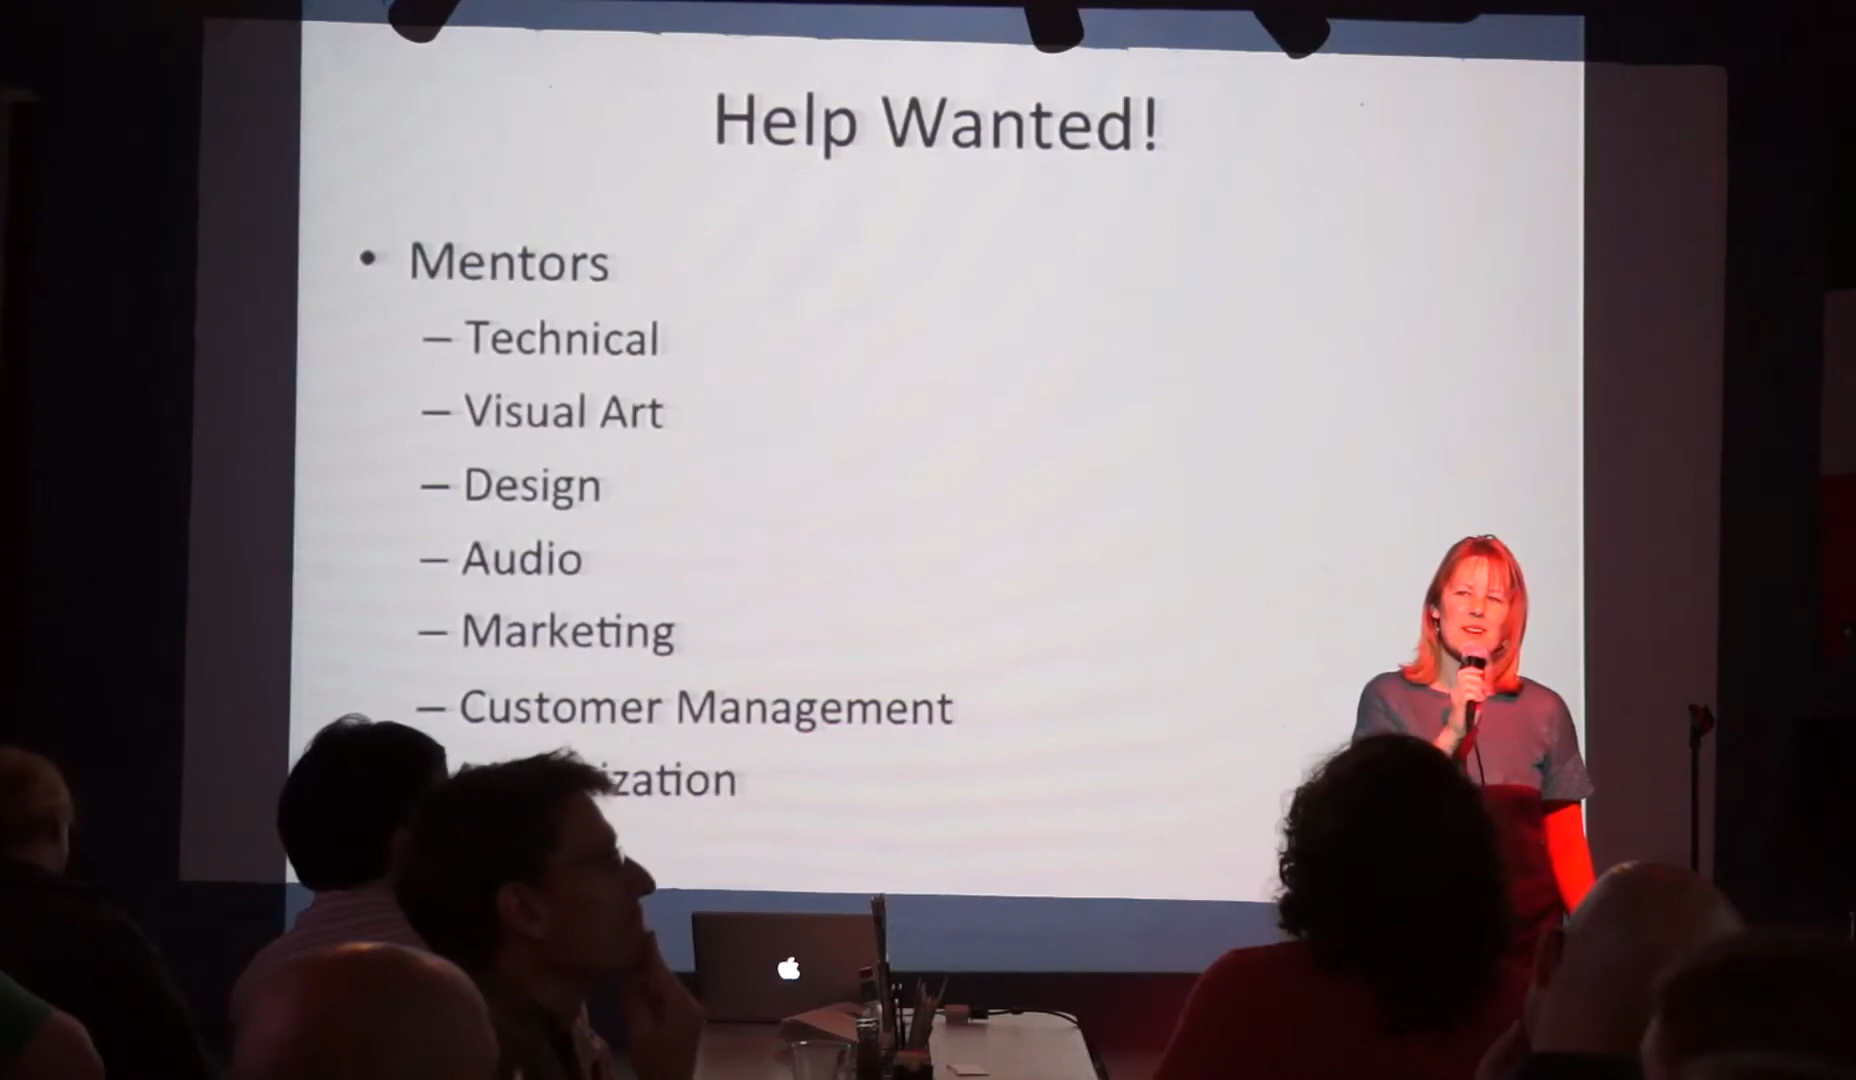 Help Wanted!
• Mentors
– Technical
– Visual Art
– Design
– Audio
– Marketing
– Customer Management